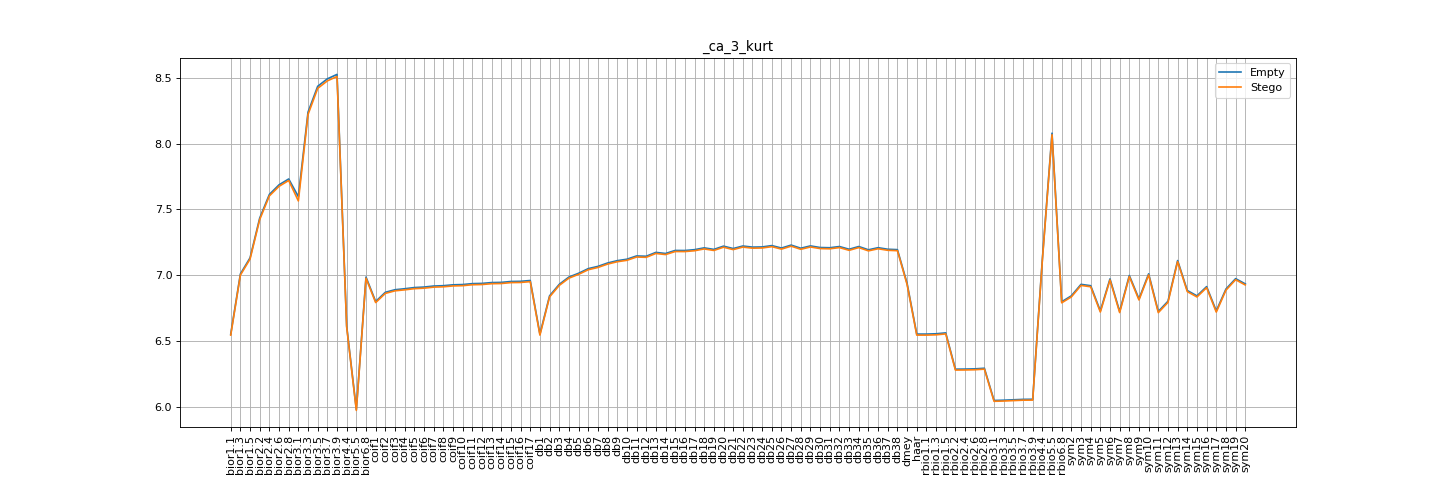 _ca_3_kurt
Empty
Stego
8.5
8.0
7.5
7.0
6.5
6.0
bior1.1
bior1.3
bior1.5
bior2.2
bior2.4
bior2.6
bior2.8
bior3.1
bior3.3
bior3.5
bior3.7
bior3.9
bior4.4
bior5.5
bior6.8
coif1
coif2
coif3
coif4
coif5
coif6
coif7
coif8
coif9
coif10
coif11
coif12
coif13
coif14
coif15
coif16
coif17
db1
db2
db3
db4
db5
db6
db7
db8
db9
db10
db11
db12
db13
db14
db15
db16
db17
db18
db19
db20
db21
db22
db23
db24
db25
db26
db27
db28
db29
db30
db31
db32
db33
db34
db35
db36
db37
db38
dmey
haar
rbio1.1
rbio1.3
rbio1.5
rbio2.2
rbio2.4
rbio2.6
rbio2.8
rbio3.1
rbio3.3
rbio3.5
rbio3.7
rbio3.9
rbio4.4
rbio5.5
rbio6.8
sym2
sym3
sym4
sym5
sym6
sym7
sym8
sym9
sym10
sym11
sym12
sym13
sym14
sym15
sym16
sym17
sym18
sym19
sym20